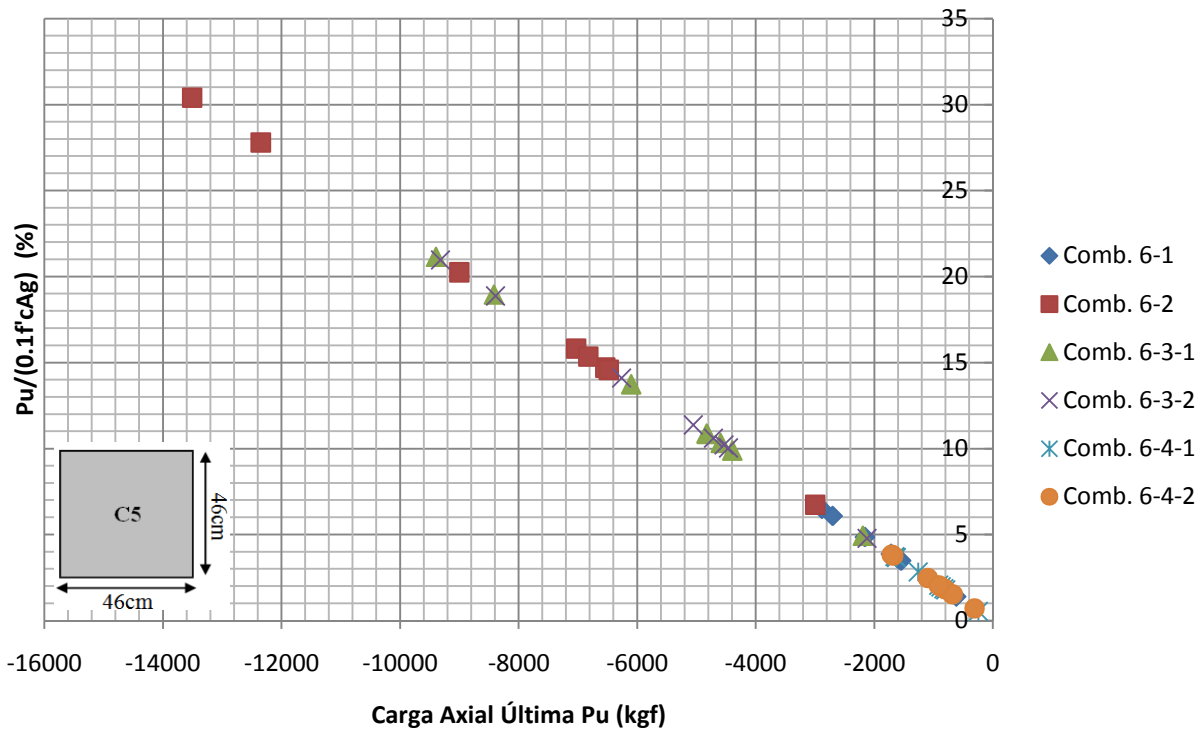 35
30
25
20
15
10
5
0
Pu/(0.1f'cAg) (%)
-16000 -14000 -12000 -10000 -8000 -6000 -4000 -2000 0
Carga Axial Última Pu (kgf)
C5
46cm
46cm
Comb. 6-1
Comb. 6-2
Comb. 6-3-1
Comb. 6-3-2
Comb. 6-4-1
Comb. 6-4-2